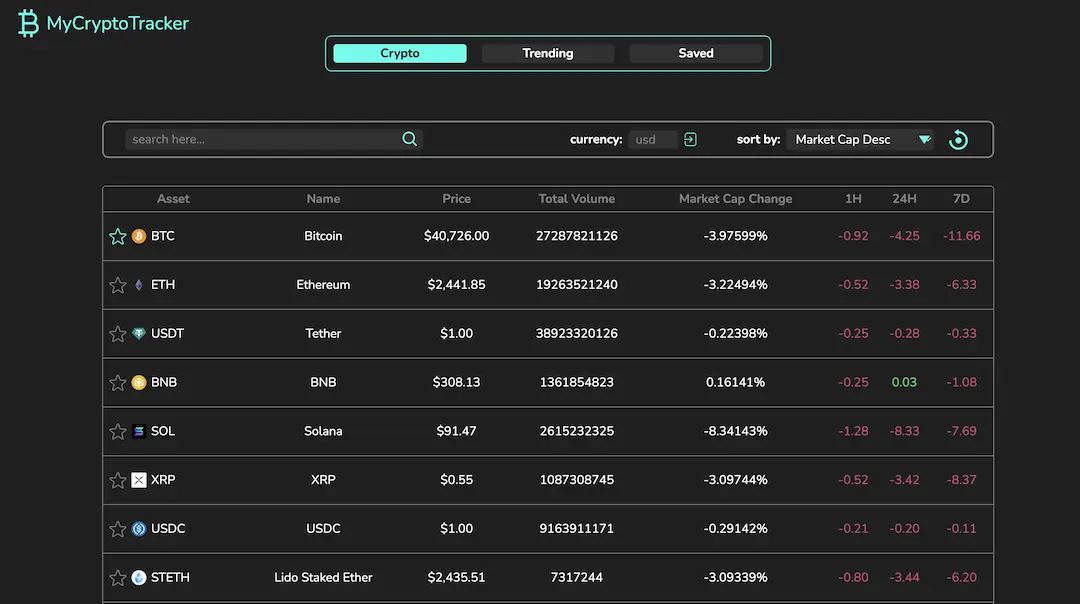 MyCryptoTracker
Crypto Trending Saved
search here... currency: usd sort by: Market Cap Desc
Asset Name Price Total Volume Market Cap Change 1H 24H 7D
BTC Bitcoin $40,726.00 27287821126 -3.97599% -0.92 -4.25 -11.66
ETH Ethereum $2,441.85 19263521240 -3.22494% -0.52 -3.38 -6.33
USDT Tether $1.00 38923320126 -0.22398% -0.25 -0.28 -0.33
BNB BNB $308.13 1361854823 0.16141% -0.25 0.03 -1.08
SOL Solana $91.47 2615232325 -8.34143% -1.28 -8.33 -7.69
XRP XRP $0.55 1087308745 -3.09744% -0.52 -3.42 -8.37
USDC USDC $1.00 9163911171 -0.29142% -0.21 -0.20 -0.11
STETH Lido Staked Ether $2,435.51 7317244 -3.09339% -0.80 -3.44 -6.20